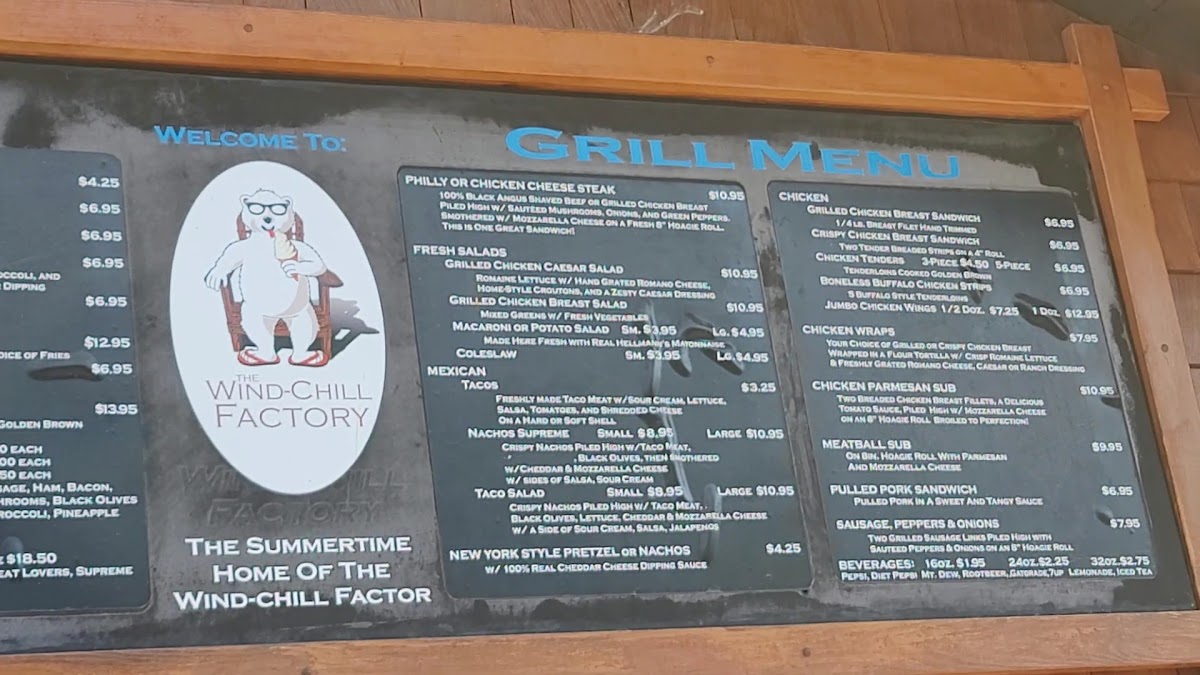 $4.25
$6.95
$6.95
$6.95
OCCOLI, AND
DIPPING
$6.95
$12.95
OICE OF FRIES
$6.95
$13.95
GOLDEN BROWN
EACH
00 EACH
50 EACH
SAGE, HAM, BACON,
HROOMS, BLACK OLIVES
ROCCOLI, PINEAPPLE
$18.50
EAT LOVERS, SUPREME
WELCOME TO:
THE
WIND-CHILL
FACTORY
THE SUMMERTIME
HOME OF THE
WIND-CHILL FACTOR
GRILL MENU
PHILLY OR CHICKEN CHEESE STEAK $10.95
100% BLACK ANGUS SHAVED BEEF OR GRILLED CHICKEN BREAST
PILED HIGH W/ SAUTÉED MUSHROOMS, ONIONS, AND GREEN PEPPERS.
SMOTHERED W/ MOZZARELLA CHEESE ON A FRESH 8" HOAGIE ROLL.
THIS IS ONE GREAT SANDWICH!
FRESH SALADS
GRILLED CHICKEN CAESAR SALAD $10.95
ROMAINE LETTUCE W/ HAND GRATED ROMANO CHEESE,
HOME-STYLE CROUTONS, AND A ZESTY CAESAR DRESSING
GRILLED CHICKEN BREAST SALAD $10.95
MIXED GREENS W/ FRESH VEGETABLES
MACARONI OR POTATO SALAD SM. $3.95 LG. $4.95
MADE HERE FRESH WITH REAL HELLMANN'S MAYONNAISE
COLESLAW SM. $3.95 LG. $4.95
MEXICAN
TACOS $3.25
FRESHLY MADE TACO MEAT W/ SOUR CREAM, LETTUCE,
SALSA, TOMATOES, AND SHREDDED CHEESE
ON A HARD OR SOFT SHELL
NACHOS SUPREME SMALL $8.95 LARGE $10.95
CRISPY NACHOS PILED HIGH W/ TACO MEAT,
, BLACK OLIVES, THEN SMOTHERED
W/ CHEDDAR & MOZZARELLA CHEESE
W/ SIDES OF SALSA, SOUR CREAM
TACO SALAD SMALL $8.95 LARGE $10.95
CRISPY NACHOS PILED HIGH W/ TACO MEAT,
BLACK OLIVES, LETTUCE, CHEDDAR & MOZZARELLA CHEESE
W/ A SIDE OF SOUR CREAM, SALSA, JALAPENOS
NEW YORK STYLE PRETZEL OR NACHOS $4.25
W/ 100% REAL CHEDDAR CHEESE DIPPING SAUCE
CHICKEN
GRILLED CHICKEN BREAST SANDWICH $6.95
1/4 LB. BREAST FILET HAND TRIMMED
CRISPY CHICKEN BREAST SANDWICH $6.95
TWO TENDER BREADED STRIPS ON A 4" ROLL
CHICKEN TENDERS 3-PIECE $4.50 5-PIECE $6.95
TENDERLOINS COOKED GOLDEN BROWN
BONELESS BUFFALO CHICKEN STRIPS $6.95
5 BUFFALO STYLE TENDERLOINS
JUMBO CHICKEN WINGS 1/2 DOZ. $7.25 1 DOZ. $12.95
CHICKEN WRAPS $7.95
YOUR CHOICE OF GRILLED OR CRISPY CHICKEN BREAST
WRAPPED IN A FLOUR TORTILLA W/ CRISP ROMAINE LETTUCE
& FRESHLY GRATED ROMANO CHEESE, CAESAR OR RANCH DRESSING
CHICKEN PARMESAN SUB $10.95
TWO BREADED CHICKEN BREAST FILLETS, A DELICIOUS
TOMATO SAUCE, PILED HIGH W/ MOZZARELLA CHEESE
ON AN 8" HOAGIE ROLL. BROILED TO PERFECTION!
MEATBALL SUB $9.95
ON 8IN. HOAGIE ROLL WITH PARMESAN
AND MOZZARELLA CHEESE
PULLED PORK SANDWICH $6.95
PULLED PORK IN A SWEET AND TANGY SAUCE
SAUSAGE, PEPPERS & ONIONS $7.95
TWO GRILLED SAUSAGE LINKS PILED HIGH WITH
SAUTEED PEPPERS & ONIONS ON AN 8" HOAGIE ROLL
BEVERAGES: 16OZ. $1.95 24OZ. $2.25 32OZ. $2.75
PEPSI, DIET PEPSI MT. DEW, ROOTBEER, GATORADE, 7UP LEMONADE, ICED TEA